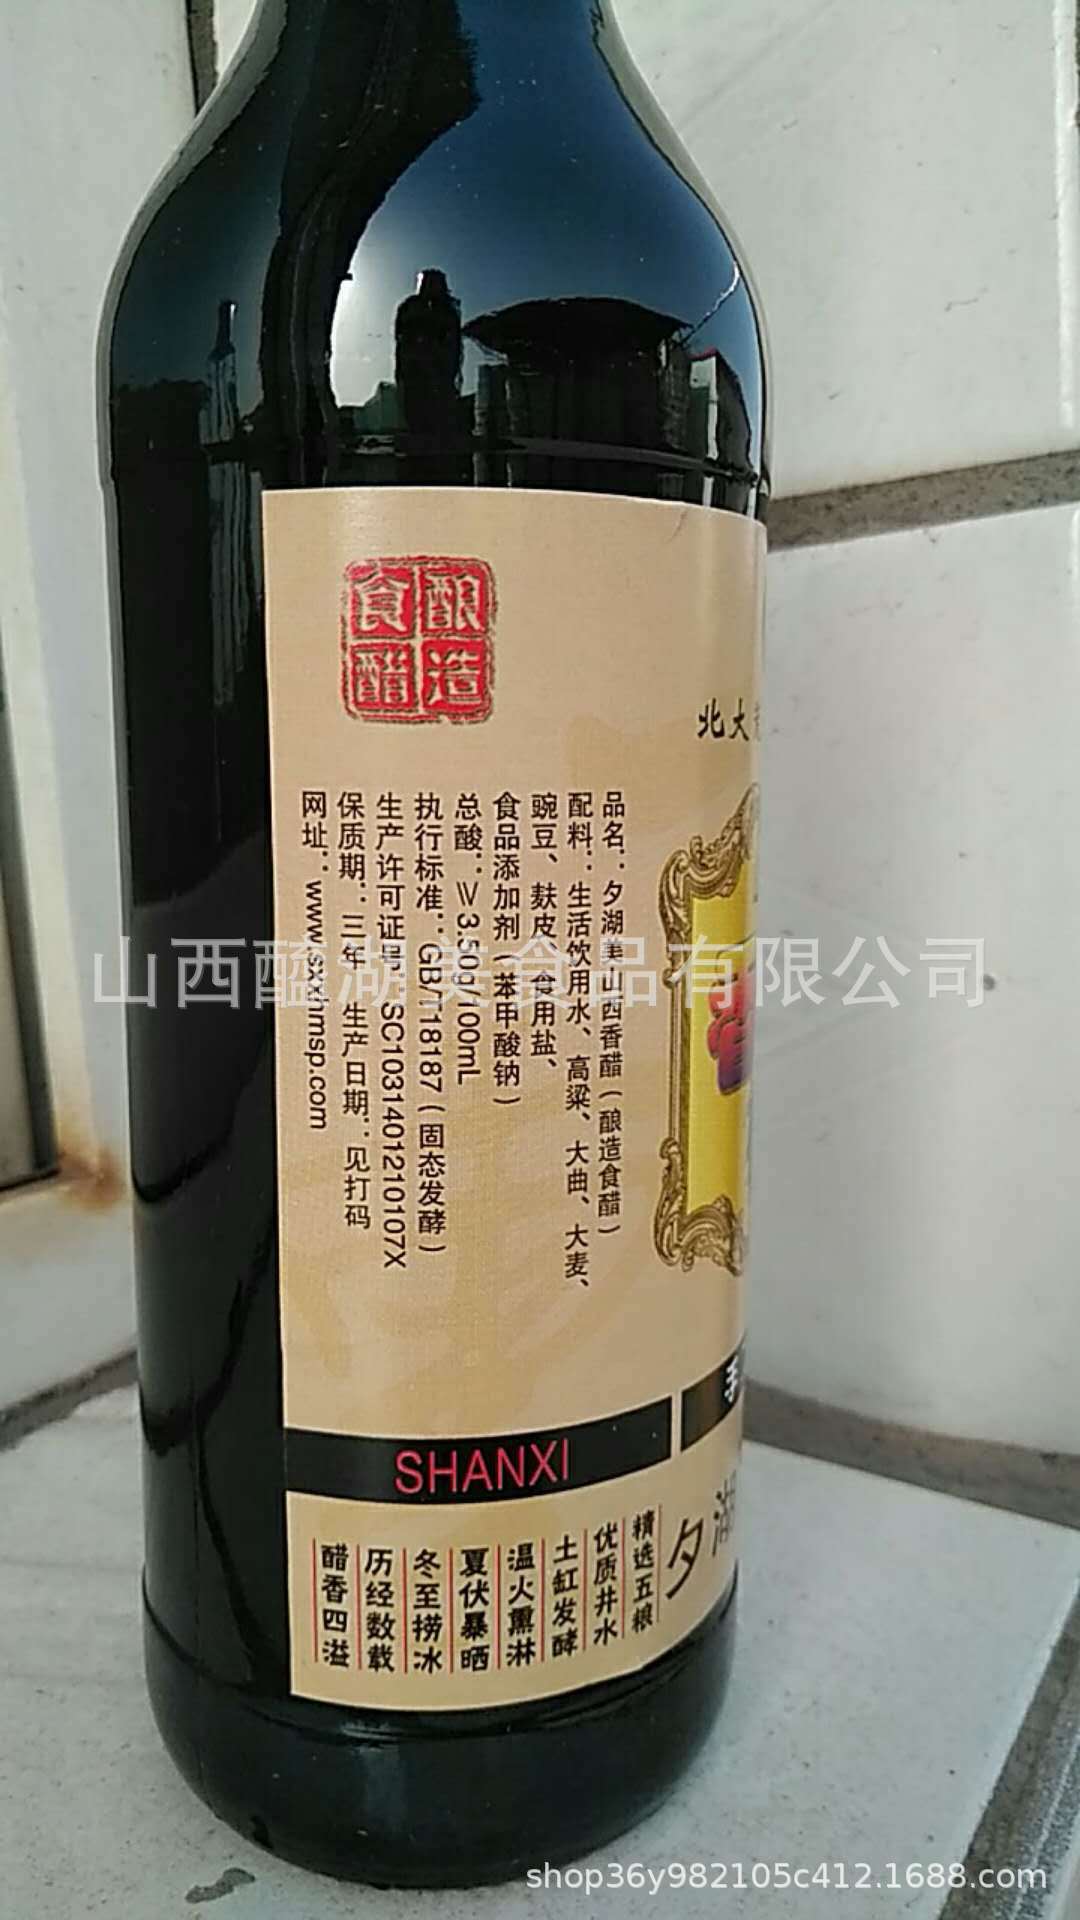 酿造食醋
北大
品名：夕湖美山西香醋（酿造食醋）
配料：生活饮用水、高粱、大曲、大麦、
豌豆、麸皮、食用盐、
食品添加剂（苯甲酸钠）
总酸：≥3.50g/100mL
执行标准：GB/T18187（固态发酵）
生产许可证号：SC10314012107X
保质期：三年 生产日期：见打码
网址：www.sxxhmsp.com
SHANXI
手
夕湖
精选五粮
优质井水
土缸发酵
温火熏淋
夏伏暴晒
冬至捞冰
历经数载
醋香四溢
山西醯湖美食品有限公司
shop36y982105c412.1688.com